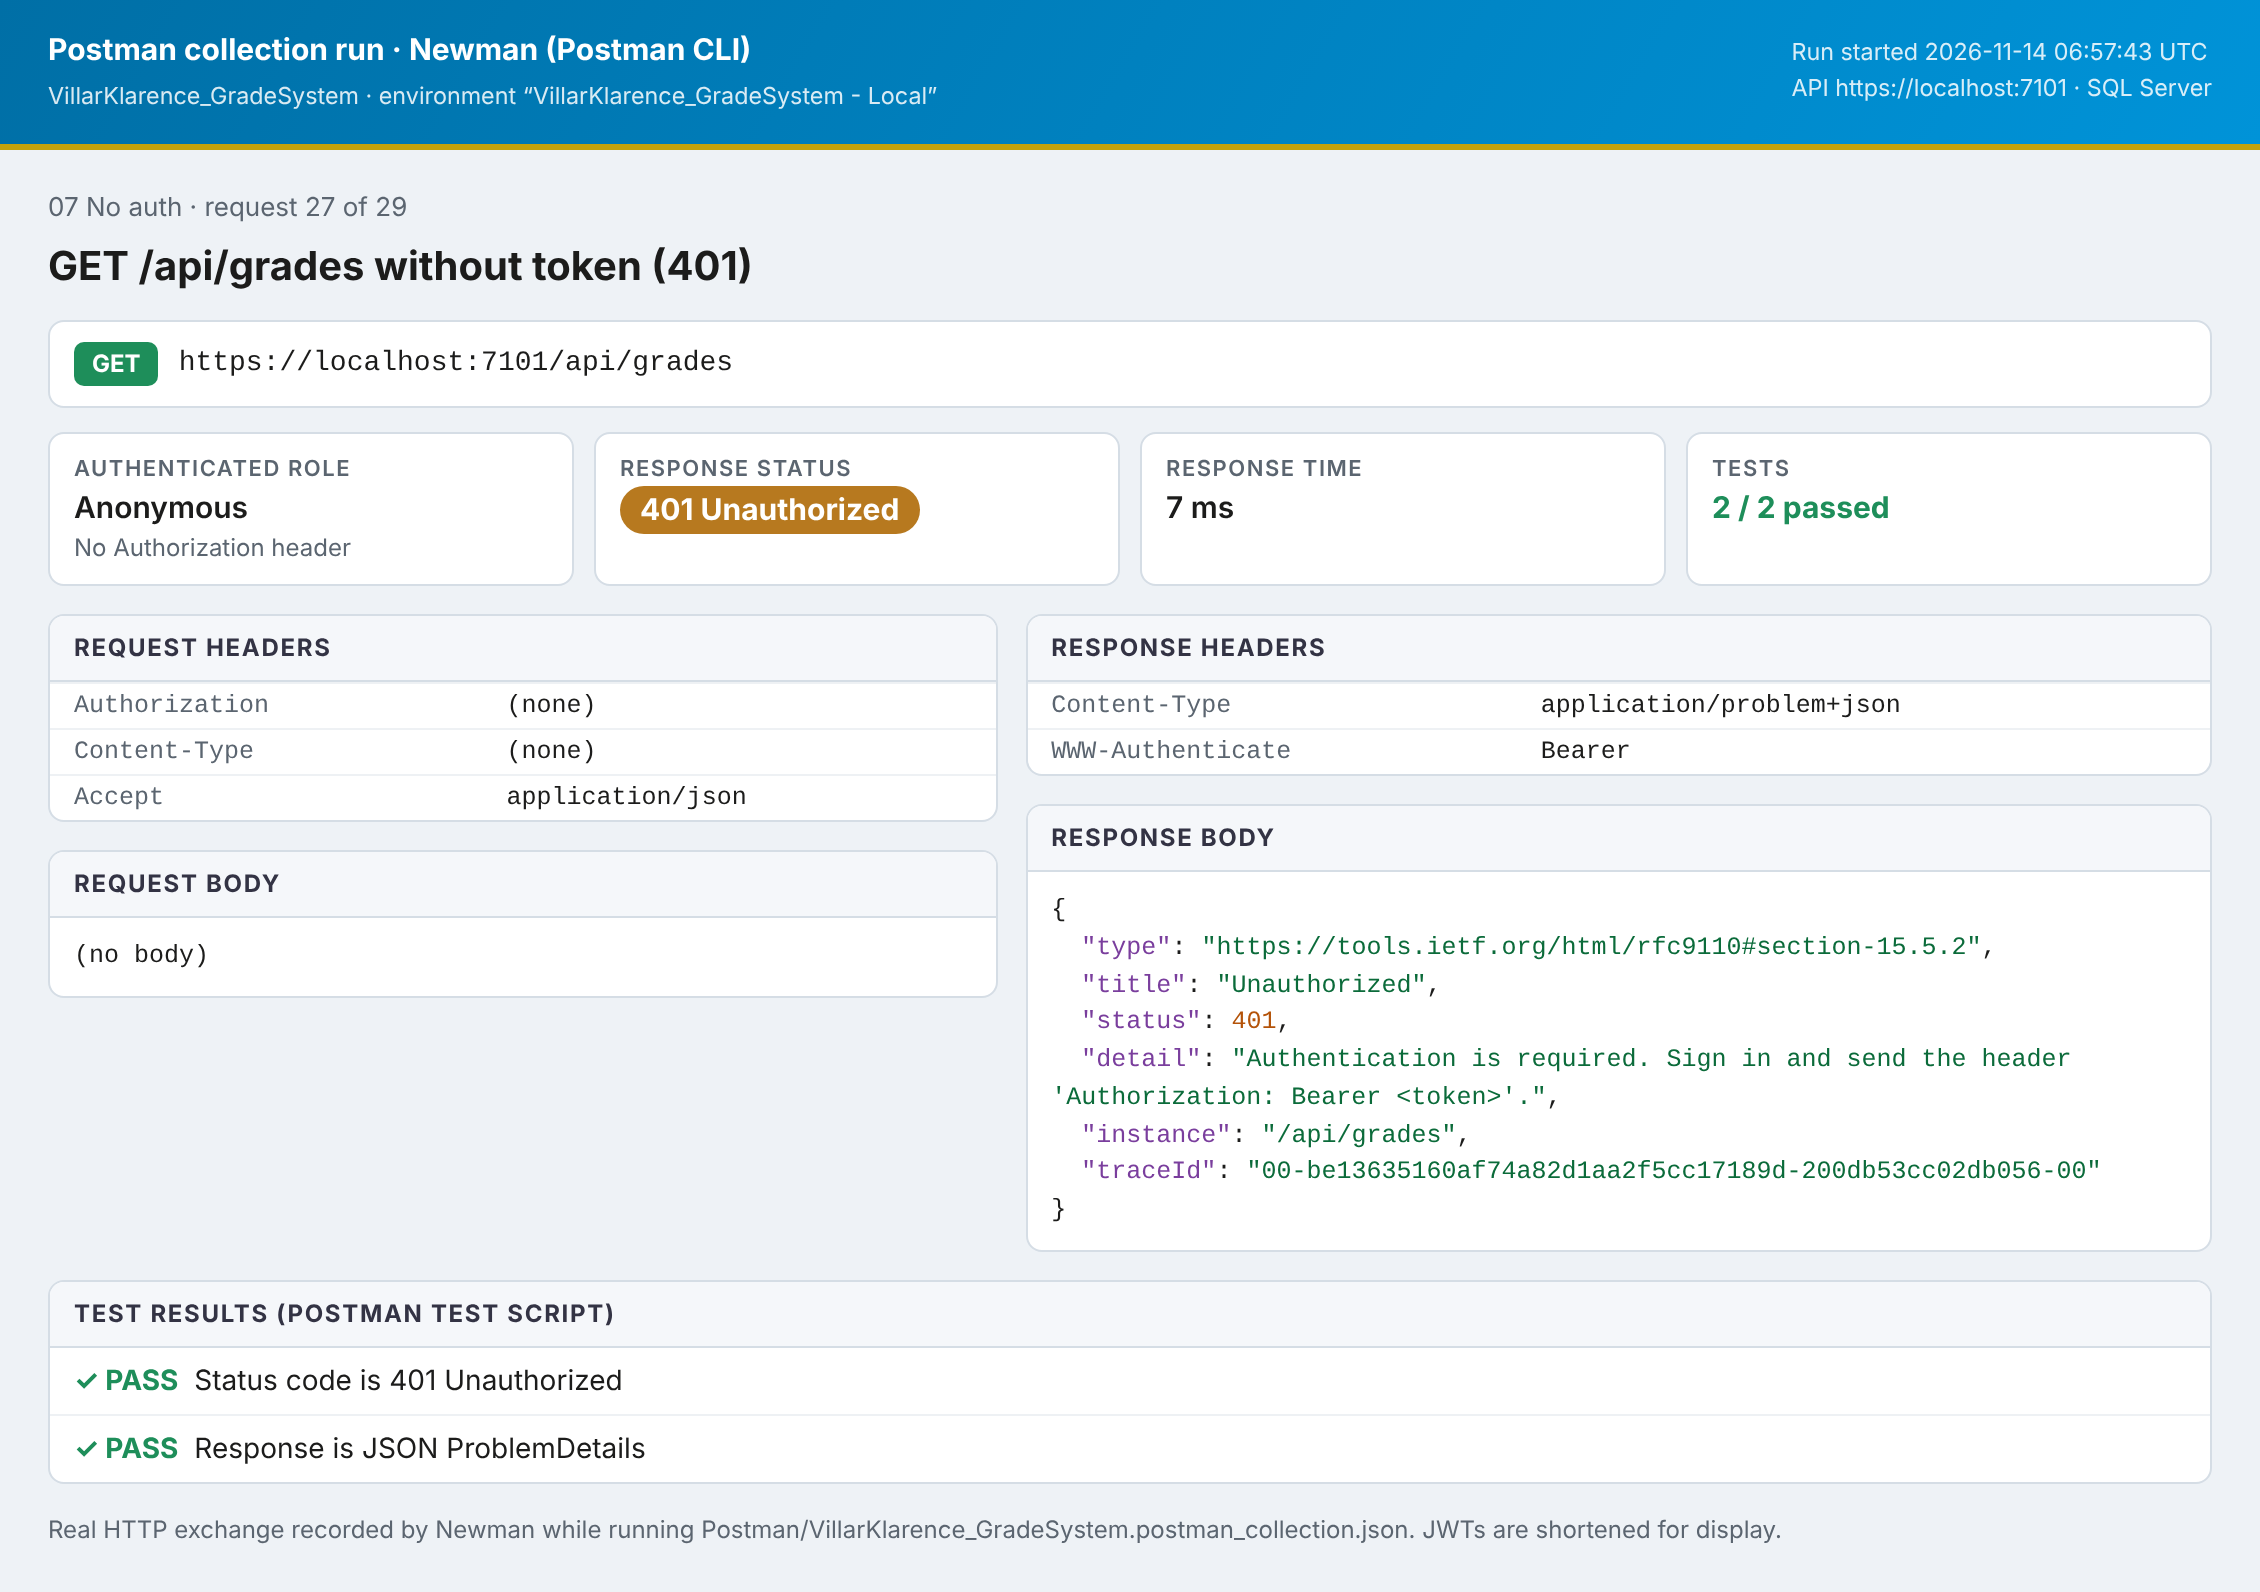 Postman collection run · Newman (Postman CLI)
VillarKlarence_GradeSystem · environment “VillarKlarence_GradeSystem - Local”
Run started 2026-11-14 06:57:43 UTC
API https://localhost:7101 · SQL Server
07 No auth · request 27 of 29
GET /api/grades without token (401)
GET https://localhost:7101/api/grades
AUTHENTICATED ROLE
Anonymous
No Authorization header
RESPONSE STATUS
401 Unauthorized
RESPONSE TIME
7 ms
TESTS
2 / 2 passed
REQUEST HEADERS
Authorization (none)
Content-Type (none)
Accept application/json
REQUEST BODY
(no body)
RESPONSE HEADERS
Content-Type application/problem+json
WWW-Authenticate Bearer
RESPONSE BODY
{
"type": "https://tools.ietf.org/html/rfc9110#section-15.5.2",
"title": "Unauthorized",
"status": 401,
"detail": "Authentication is required. Sign in and send the header
'Authorization: Bearer <token>'.",
"instance": "/api/grades",
"traceId": "00-be13635160af74a82d1aa2f5cc17189d-200db53cc02db056-00"
}
TEST RESULTS (POSTMAN TEST SCRIPT)
✓ PASS Status code is 401 Unauthorized
✓ PASS Response is JSON ProblemDetails
Real HTTP exchange recorded by Newman while running Postman/VillarKlarence_GradeSystem.postman_collection.json. JWTs are shortened for display.